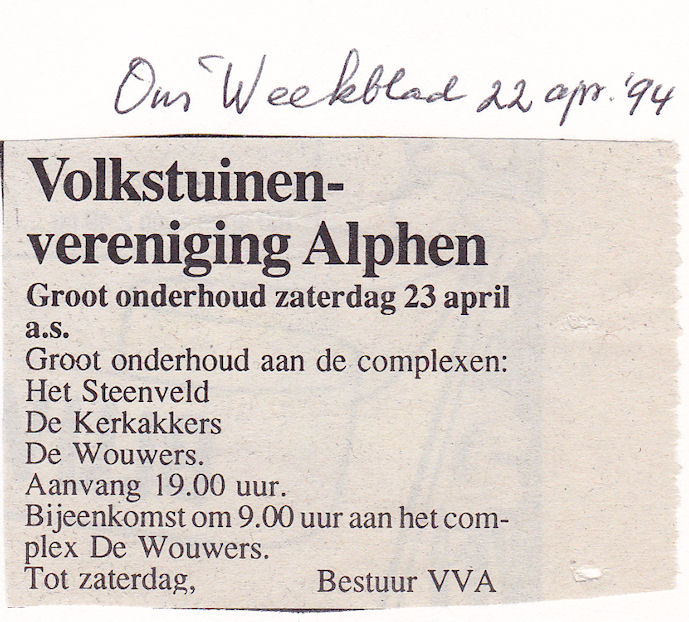 Ons Weekblad 22 apr. '94
Volkstuinen-
vereniging Alphen
Groot onderhoud zaterdag 23 april
a.s.
Groot onderhoud aan de complexen:
Het Steenveld
De Kerkakkers
De Wouwers.
Aanvang 19.00 uur.
Bijeenkomst om 9.00 uur aan het com-
plex De Wouwers.
Tot zaterdag, Bestuur VVA